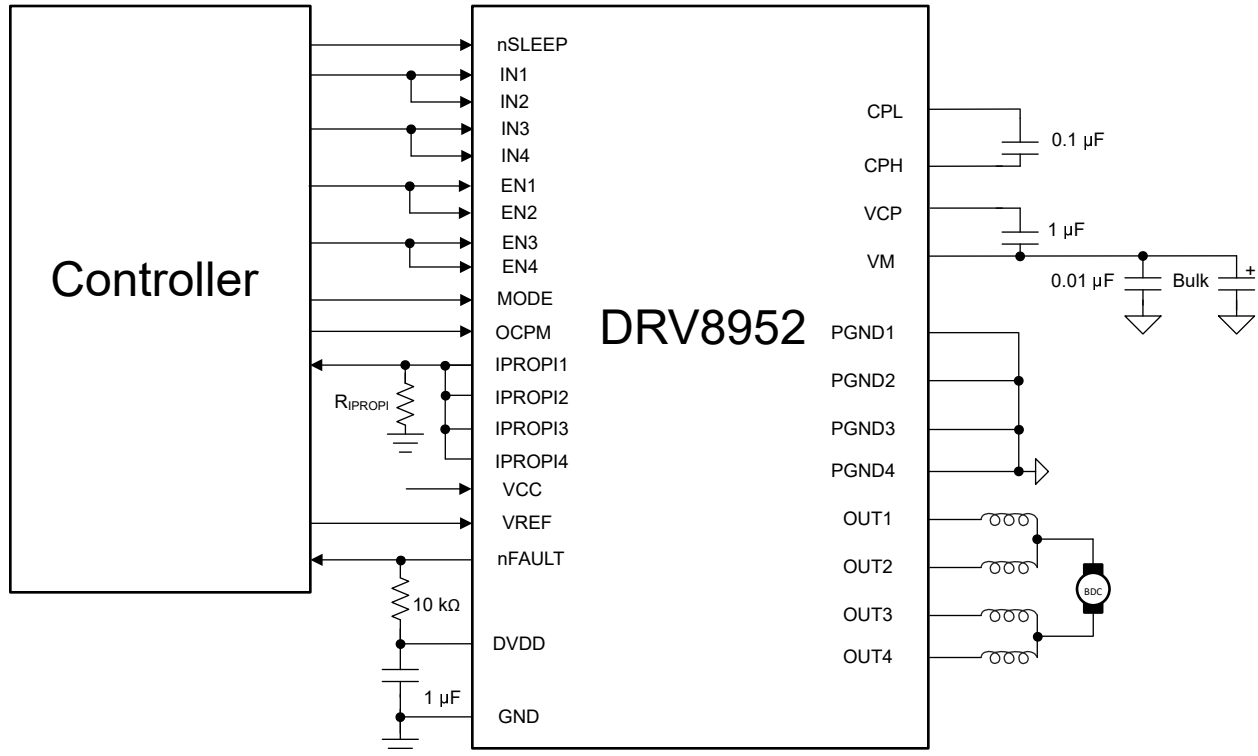 Controller
DRV8952
nSLEEP
IN1
IN2
IN3
IN4
EN1
EN2
EN3
EN4
MODE
OCPM
IPROPI1
IPROPI2
IPROPI3
IPROPI4
VCC
VREF
nFAULT
DVDD
GND
RIPROPI
10 kΩ
1 µF
CPL
CPH
VCP
VM
PGND1
PGND2
PGND3
PGND4
OUT1
OUT2
OUT3
OUT4
0.1 µF
1 µF
0.01 µF
Bulk
+
BDC